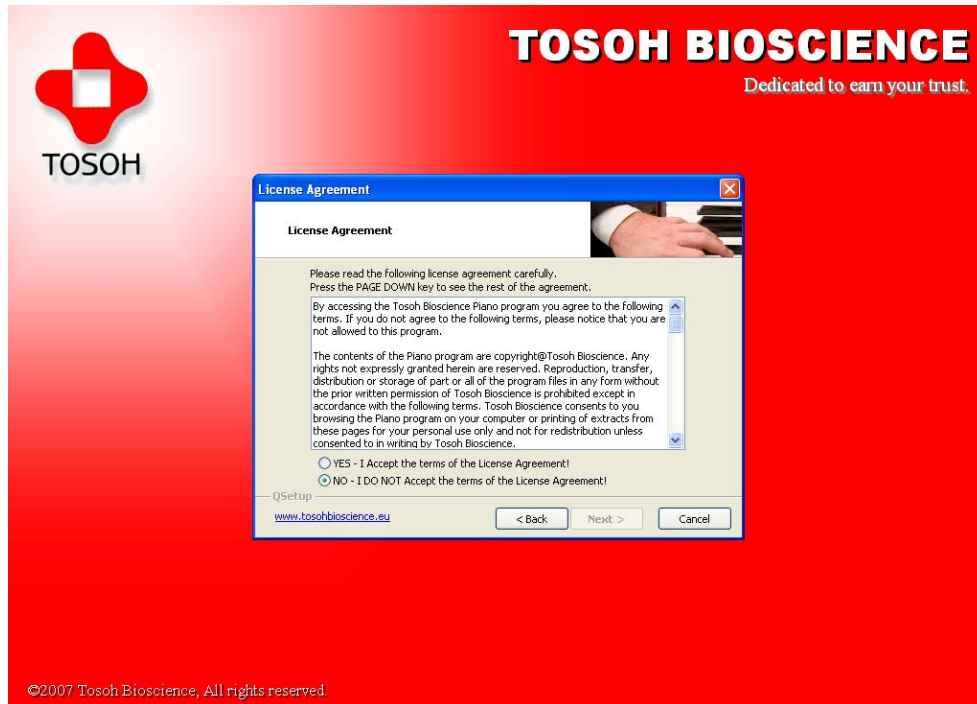 TOSOH BIOSCIENCE
Dedicated to earn your trust.
TOSOH
License Agreement
License Agreement
Please read the following license agreement carefully.
Press the PAGE DOWN key to see the rest of the agreement.
By accessing the Tosoh Bioscience Piano program you agree to the following
terms. If you do not agree to the following terms, please notice that you are
not allowed to this program.
The contents of the Piano program are copyright@Tosoh Bioscience. Any
rights not expressly granted herein are reserved. Reproduction, transfer,
distribution or storage of part or all of the program files in any form without
the prior written permission of Tosoh Bioscience is prohibited except in
accordance with the following terms. Tosoh Bioscience consents to you
browsing the Piano program on your computer or printing of extracts from
these pages for your personal use only and not for redistribution unless
consented to in writing by Tosoh Bioscience.
YES - I Accept the terms of the License Agreement!
NO - I DO NOT Accept the terms of the License Agreement!
QSetup
www.tosohbioscience.eu
< Back
Next >
Cancel
©2007 Tosoh Bioscience, All rights reserved.